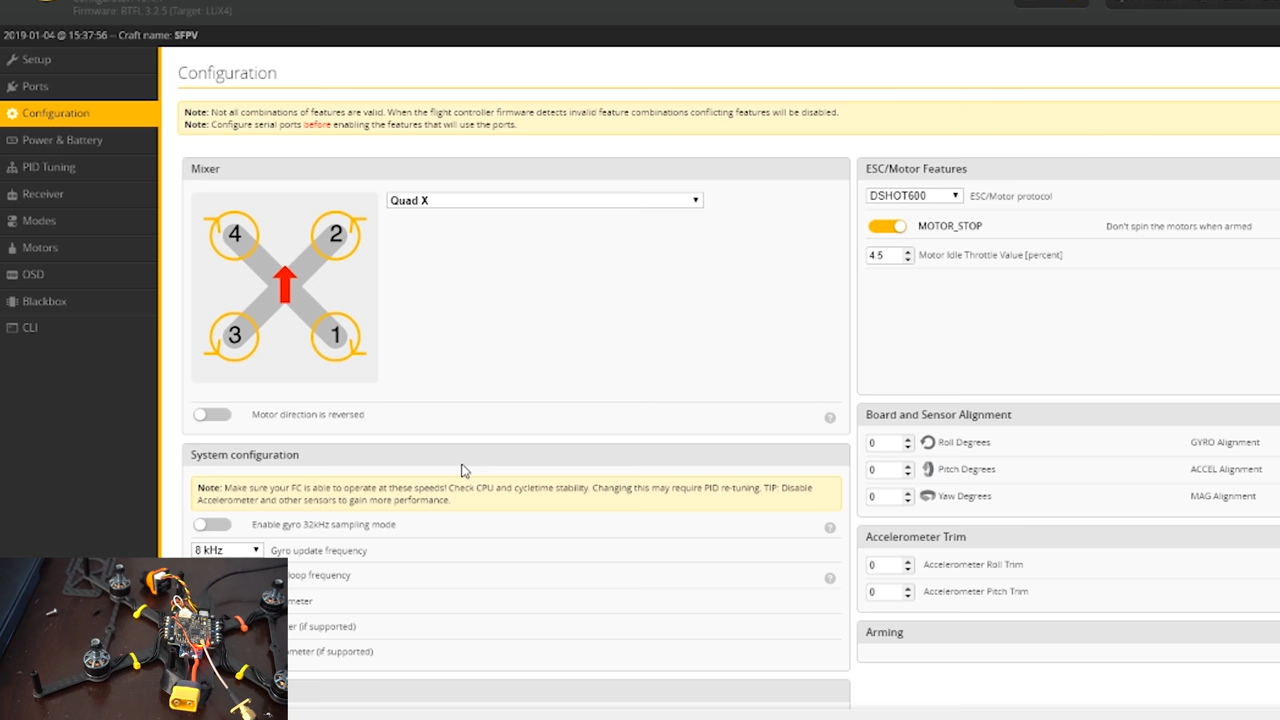 Firmware: BTFL 3.2.5 (Target: LUX4)
2019-01-04 @ 15:37:56 -- Craft name: SFPV
Setup
Ports
Configuration
Power & Battery
PID Tuning
Receiver
Modes
Motors
OSD
Blackbox
CLI
Configuration
Note: Not all combinations of features are valid. When the flight controller firmware detects invalid feature combinations conflicting features will be disabled.
Note: Configure serial ports before enabling the features that will use the ports.
Mixer
Quad X
4
2
3
1
Motor direction is reversed
?
System configuration
Note: Make sure your FC is able to operate at these speeds! Check CPU and cycletime stability. Changing this may require PID re-tuning. TIP: Disable
Accelerometer and other sensors to gain more performance.
Enable gyro 32kHz sampling mode
?
8 kHz
Gyro update frequency
loop frequency
?
meter
(if supported)
ometer (if supported)
ESC/Motor Features
DSHOT600
ESC/Motor protocol
MOTOR_STOP
Don't spin the motors when armed
4.5
Motor Idle Throttle Value [percent]
Board and Sensor Alignment
0
Roll Degrees
GYRO Alignment
0
Pitch Degrees
ACCEL Alignment
0
Yaw Degrees
MAG Alignment
Accelerometer Trim
0
Accelerometer Roll Trim
0
Accelerometer Pitch Trim
Arming